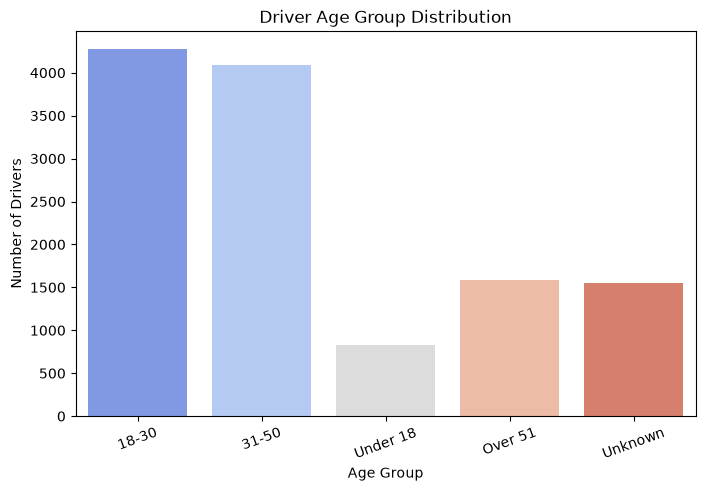 Driver Age Group Distribution
Number of Drivers
4000
3500
3000
2500
2000
1500
1000
500
0
18-30
31-50
Under 18
Over 51
Unknown
Age Group